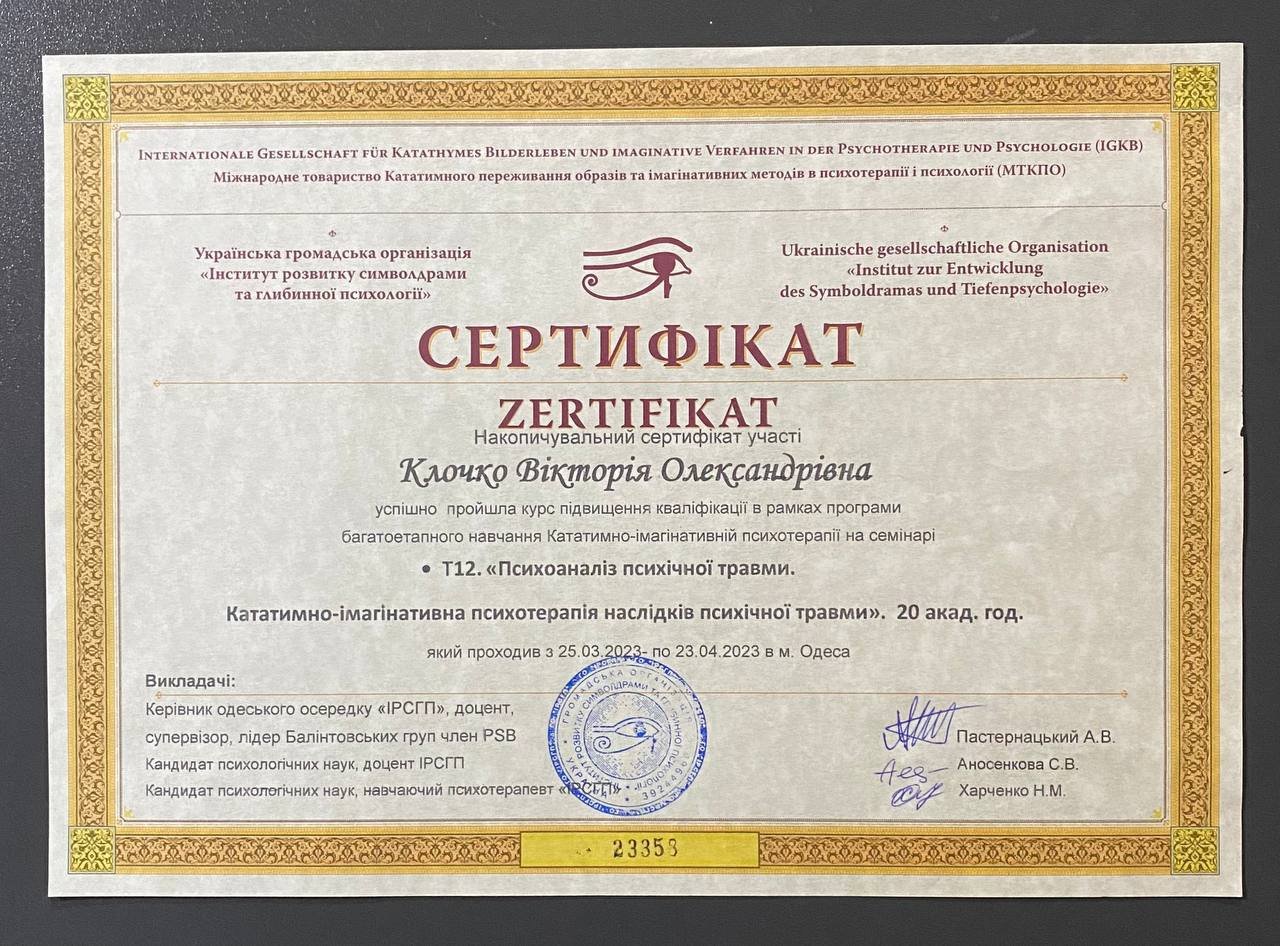 Internationale Gesellschaft für Katathymes Bilderleben und imaginative Verfahren in der Psychotherapie und Psychologie (IGKB)
Міжнародне товариство Кататимного переживання образів та імагінативних методів в психотерапії і психології (МТКПО)
Українська громадська організація
«Інститут розвитку символдрами
та глибинної психології»
Ukrainische gesellschaftliche Organisation
«Institut zur Entwicklung
des Symboldramas und Tiefenpsychologie»
СЕРТИФІКАТ
ZERTIFIKAT
Накопичувальний сертифікат участі
Клочко Вікторія Олександрівна
успішно пройшла курс підвищення кваліфікації в рамках програми
багатоетапного навчання Кататимно-імагінативній психотерапії на семінарі
• Т12. «Психоаналіз психічної травми.
Кататимно-імагінативна психотерапія наслідків психічної травми». 20 акад. год.
який проходив з 25.03.2023- по 23.04.2023 в м. Одеса
Викладачі:
Керівник одеського осередку «ІРСГП», доцент,
супервізор, лідер Балінтовських груп член PSB
Пастернацький А.В.
Кандидат психологічних наук, доцент ІРСГП
Аносенкова С.В.
Кандидат психологічних наук, навчаючий психотерапевт «ІРСГП»
Харченко Н.М.
ГРОМАДСЬКА ОРГАНІЗАЦІЯ
УКРАЇНА
39244968
23358